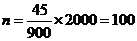 n = 45/900 × 2000 = 100